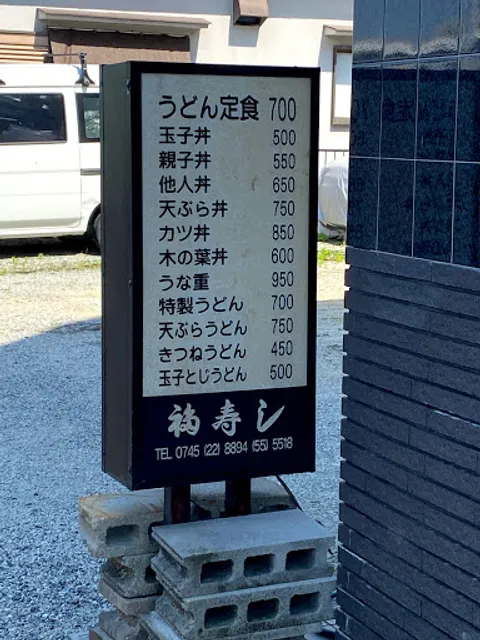 うどん定食 700
玉子丼 500
親子丼 550
他人丼 650
天ぷら丼 750
カツ丼 850
木の葉丼 600
うな重 950
特製うどん 700
天ぷらうどん 750
きつねうどん 450
玉子とじうどん 500
福寿し
TEL 0745 (22) 8894 (55) 5518